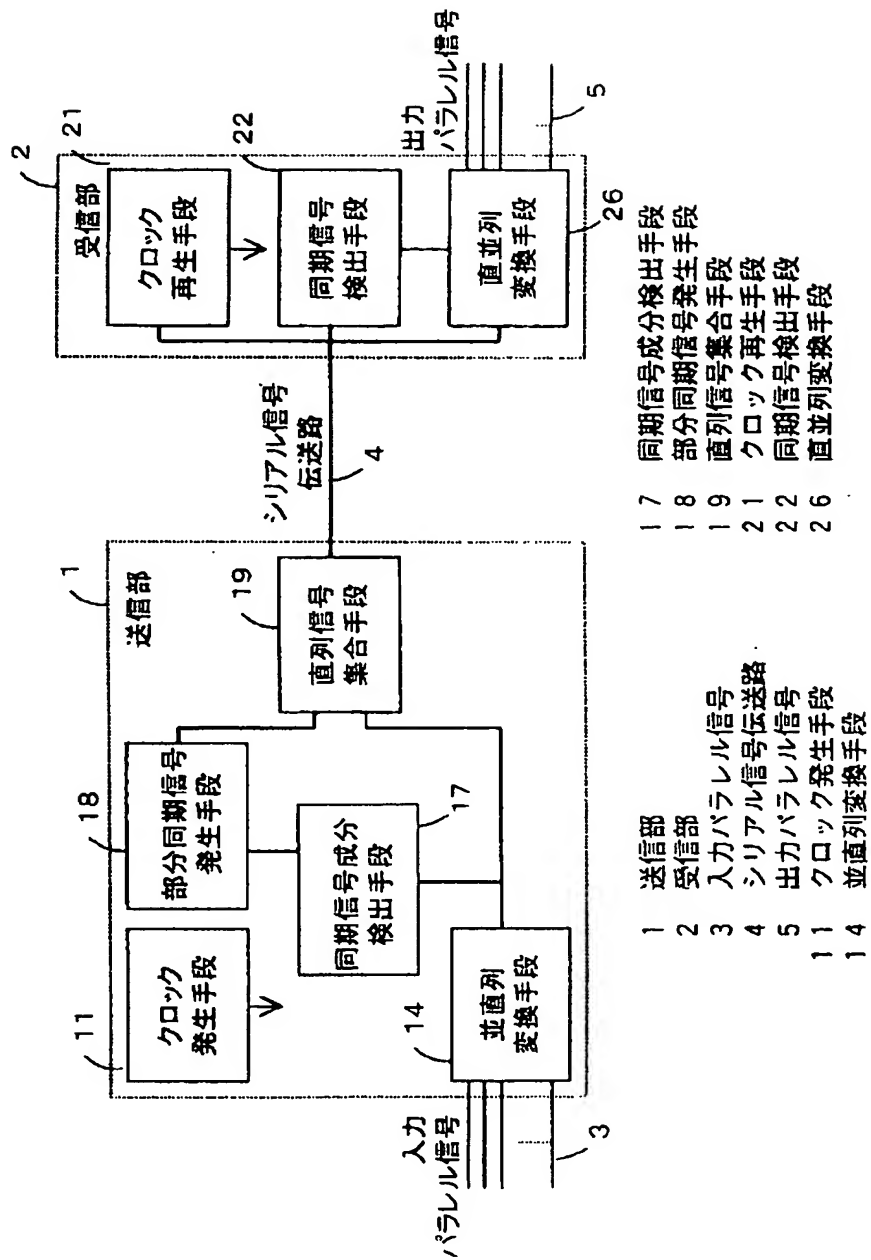 1
送信部
11
クロック
発生手段
18
部分同期信号
発生手段
同期信号成分
検出手段
17
直列信号
集合手段
19
14
並直列
変換手段
入力
パラレル信号
3
シリアル信号
伝送路
4
2
受信部
21
クロック
再生手段
22
同期信号
検出手段
直並列
変換手段
26
出力
パラレル信号
5
1 送信部
2 受信部
3 入力パラレル信号
4 シリアル信号伝送路
5 出力パラレル信号
11 クロック発生手段
14 並直列変換手段
17 同期信号成分検出手段
18 部分同期信号発生手段
19 直列信号集合手段
21 クロック再生手段
22 同期信号検出手段
26 直並列変換手段